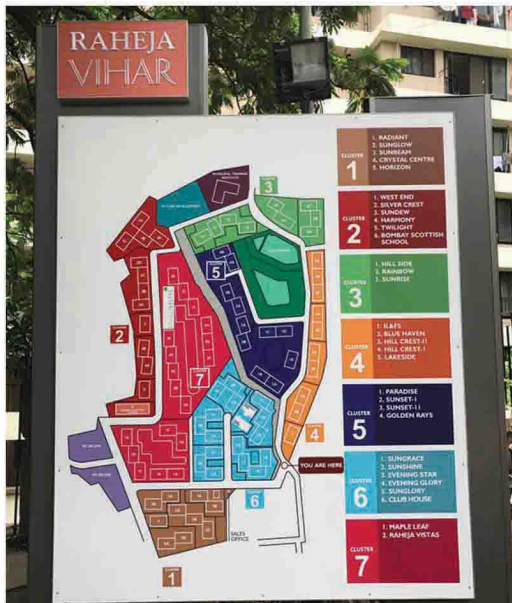 RAHEJA
VIHAR
CLUSTER
1
1. RADIANT
2. SUNGLOW
3. SUNBEAM
4. CRYSTAL CENTRE
5. HORIZON
CLUSTER
2
1. WEST END
2. SILVER CREST
3. SUNDEW
4. HARMONY
5. TWILIGHT
6. BOMBAY SCOTTISH
SCHOOL
CLUSTER
3
1. HILL SIDE
2. RAINBOW
3. SUNRISE
CLUSTER
4
1. IL&FS
2. BLUE HAVEN
3. HILL CREST-II
4. HILL CREST-I
5. LAKESIDE
CLUSTER
5
1. PARADISE
2. SUNSET-I
3. SUNSET-II
4. GOLDEN RAYS
CLUSTER
6
1. SUNGRACE
2. SUNSHINE
3. EVENING STAR
4. EVENING GLORY
5. SUNGLORY
6. CLUB HOUSE
CLUSTER
7
1. MAPLE LEAF
2. RAHEJA VISTAS
3
5
2
7
4
YOU ARE HERE
6
SALES
OFFICE
1